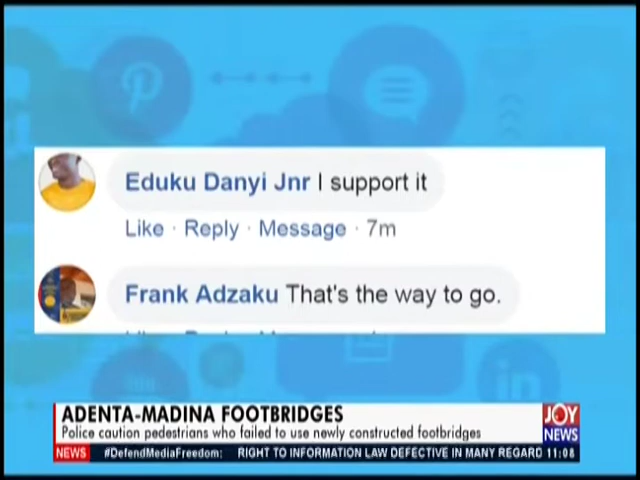 Eduku Danyi Jnr I support it
Like · Reply · Message · 7m
Frank Adzaku That's the way to go.
ADENTA-MADINA FOOTBRIDGES
Police caution pedestrians who failed to use newly constructed footbridges
JOY
NEWS
NEWS #DefendMediaFreedom: RIGHT TO INFORMATION LAW DEFECTIVE IN MANY REGARD 11:08